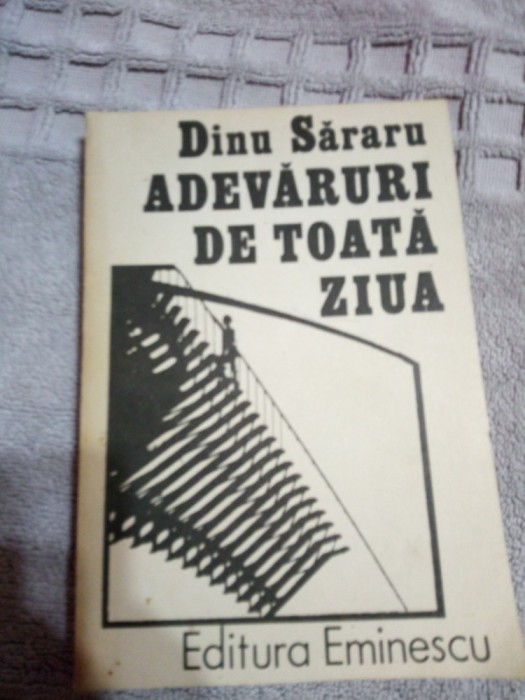 Dinu Săraru
ADEVĂRURI
DE TOATĂ
ZIUA
Editura Eminescu